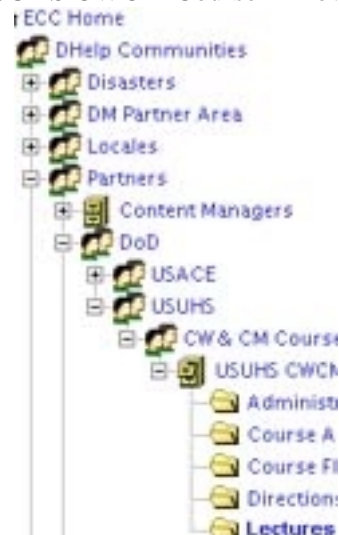 ECC Home
DHelp Communities
Disasters
DM Partner Area
Locales
Partners
Content Managers
DoD
USACE
USUHS
CW & CM Course
USUHS CWCM
Administ
Course A
Course Fl
Directions
Lectures